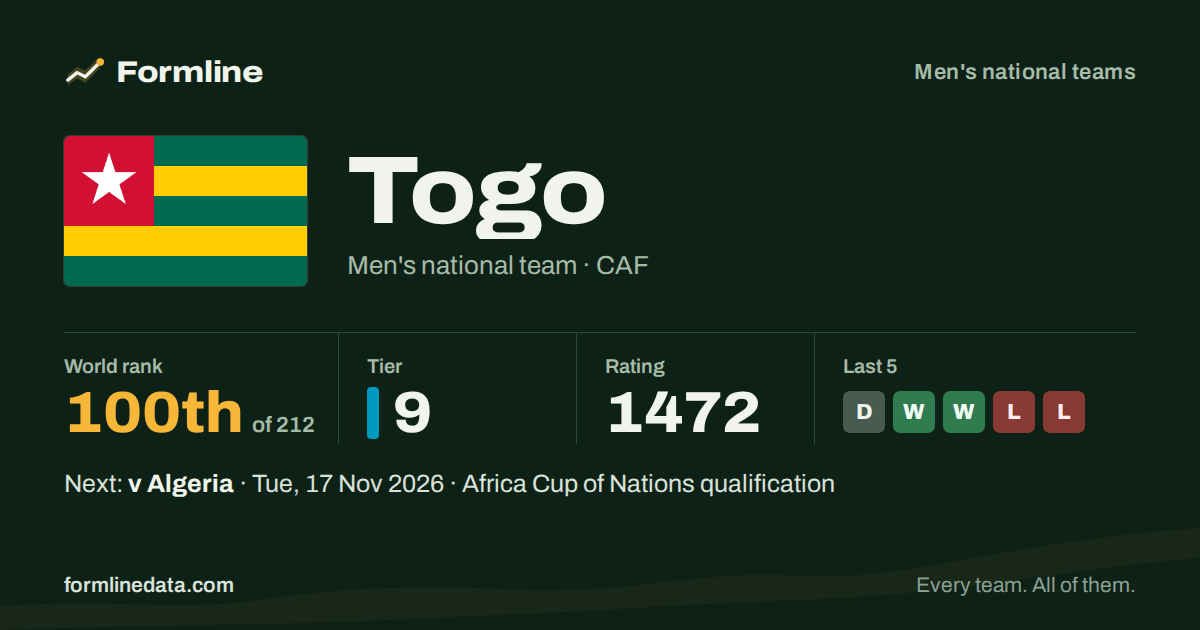 Formline
Men's national teams
Togo
Men's national team · CAF
World rank
100th of 212
Tier
9
Rating
1472
Last 5
D W W L L
Next: v Algeria · Tue, 17 Nov 2026 · Africa Cup of Nations qualification
formlinedata.com
Every team. All of them.